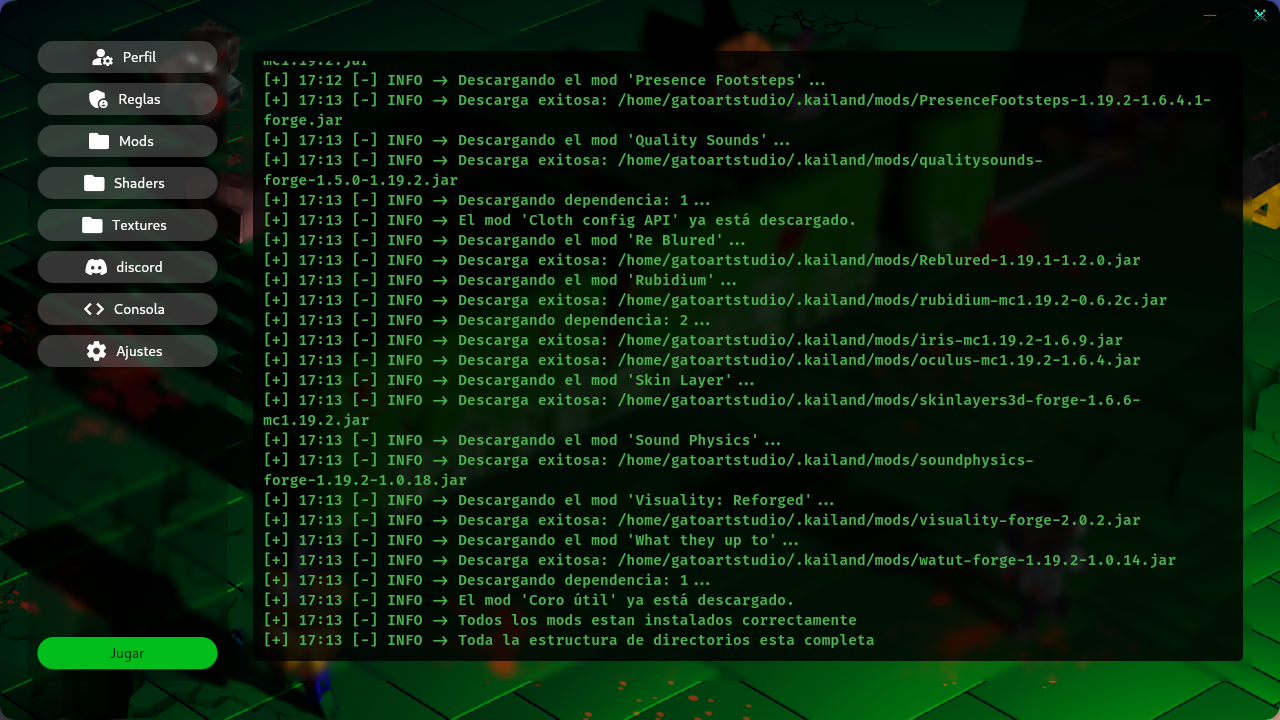 Perfil
Reglas
Mods
Shaders
Textures
discord
Consola
Ajustes
Jugar
mc1.19.2.jar
[+] 17:12 [-] INFO → Descargando el mod 'Presence Footsteps'...
[+] 17:13 [-] INFO → Descarga exitosa: /home/gatoartstudio/.kailand/mods/PresenceFootsteps-1.19.2-1.6.4.1-
forge.jar
[+] 17:13 [-] INFO → Descargando el mod 'Quality Sounds'...
[+] 17:13 [-] INFO → Descarga exitosa: /home/gatoartstudio/.kailand/mods/qualitysounds-
forge-1.5.0-1.19.2.jar
[+] 17:13 [-] INFO → Descargando dependencia: 1...
[+] 17:13 [-] INFO → El mod 'Cloth config API' ya está descargado.
[+] 17:13 [-] INFO → Descargando el mod 'Re Blured'...
[+] 17:13 [-] INFO → Descarga exitosa: /home/gatoartstudio/.kailand/mods/Reblured-1.19.1-1.2.0.jar
[+] 17:13 [-] INFO → Descargando el mod 'Rubidium'...
[+] 17:13 [-] INFO → Descarga exitosa: /home/gatoartstudio/.kailand/mods/rubidium-mc1.19.2-0.6.2c.jar
[+] 17:13 [-] INFO → Descargando dependencia: 2...
[+] 17:13 [-] INFO → Descarga exitosa: /home/gatoartstudio/.kailand/mods/iris-mc1.19.2-1.6.9.jar
[+] 17:13 [-] INFO → Descarga exitosa: /home/gatoartstudio/.kailand/mods/oculus-mc1.19.2-1.6.4.jar
[+] 17:13 [-] INFO → Descargando el mod 'Skin Layer'...
[+] 17:13 [-] INFO → Descarga exitosa: /home/gatoartstudio/.kailand/mods/skinlayers3d-forge-1.6.6-
mc1.19.2.jar
[+] 17:13 [-] INFO → Descargando el mod 'Sound Physics'...
[+] 17:13 [-] INFO → Descarga exitosa: /home/gatoartstudio/.kailand/mods/soundphysics-
forge-1.19.2-1.0.18.jar
[+] 17:13 [-] INFO → Descargando el mod 'Visuality: Reforged'...
[+] 17:13 [-] INFO → Descarga exitosa: /home/gatoartstudio/.kailand/mods/visuality-forge-2.0.2.jar
[+] 17:13 [-] INFO → Descargando el mod 'What they up to'...
[+] 17:13 [-] INFO → Descarga exitosa: /home/gatoartstudio/.kailand/mods/watut-forge-1.19.2-1.0.14.jar
[+] 17:13 [-] INFO → Descargando dependencia: 1...
[+] 17:13 [-] INFO → El mod 'Coro útil' ya está descargado.
[+] 17:13 [-] INFO → Todos los mods estan instalados correctamente
[+] 17:13 [-] INFO → Toda la estructura de directorios esta completa